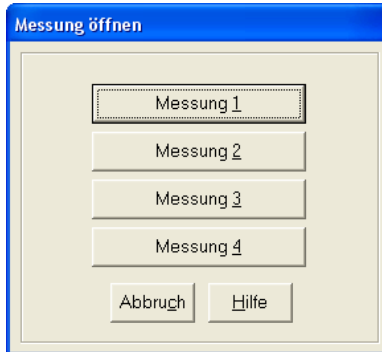 Messung öffnen
Messung 1
Messung 2
Messung 3
Messung 4
Abbruch Hilfe